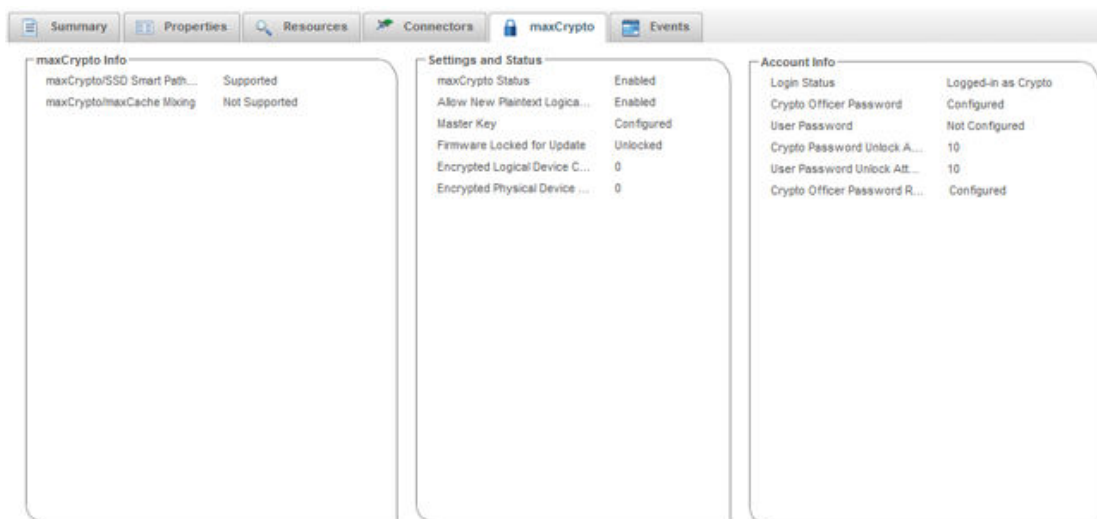 Summary
Properties
Resources
Connectors
maxCrypto
Events
maxCrypto Info
maxCrypto/SSD Smart Path... Supported
maxCrypto/maxCache Mixing Not Supported
Settings and Status
maxCrypto Status Enabled
Allow New Plaintext Logica... Enabled
Master Key Configured
Firmware Locked for Update Unlocked
Encrypted Logical Device C... 0
Encrypted Physical Device ... 0
Account Info
Login Status Logged-in as Crypto
Crypto Officer Password Configured
User Password Not Configured
Crypto Password Unlock A... 10
User Password Unlock Att... 10
Crypto Officer Password R... Configured